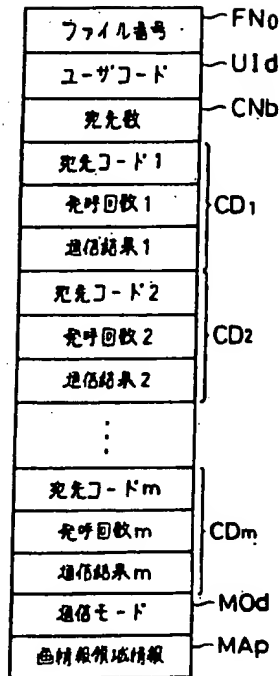 ファイル番号 FNo
ユーザコード UId
宛先数 CNb
宛先コード1
発呼回数1 CD1
通信結果1
宛先コード2
発呼回数2 CD2
通信結果2
⋮
宛先コードm
発呼回数m CDm
通信結果m
通信モード MOd
画情報領域情報 MAp